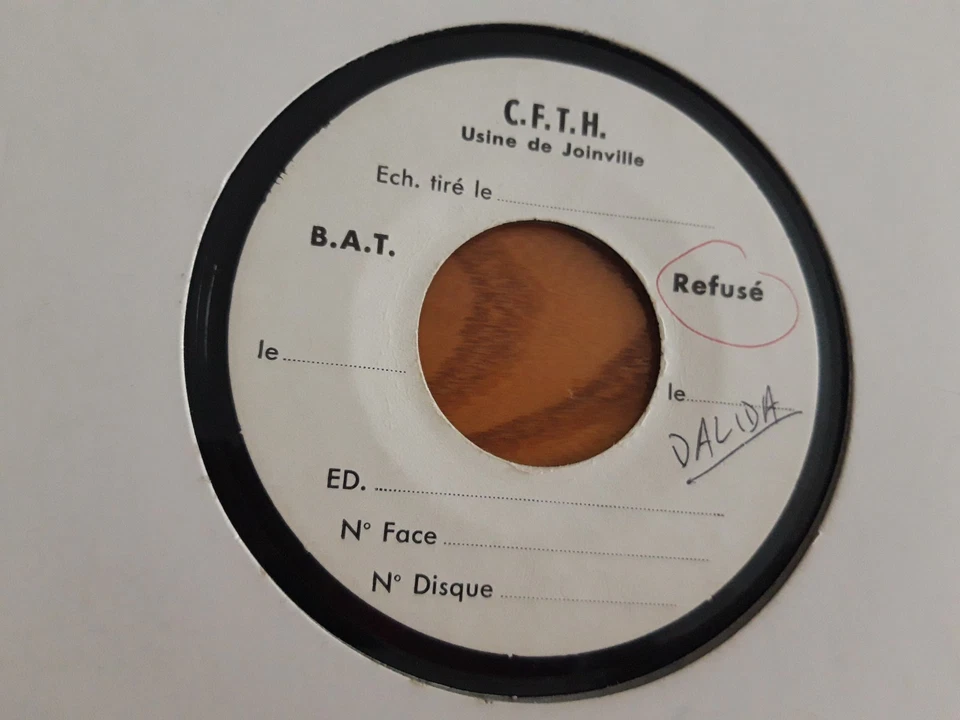 C.F.T.H.
Usine de Joinville
Ech. tiré le
B.A.T.
Refusé
le
le
DALIDA
ED.
N° Face
N° Disque